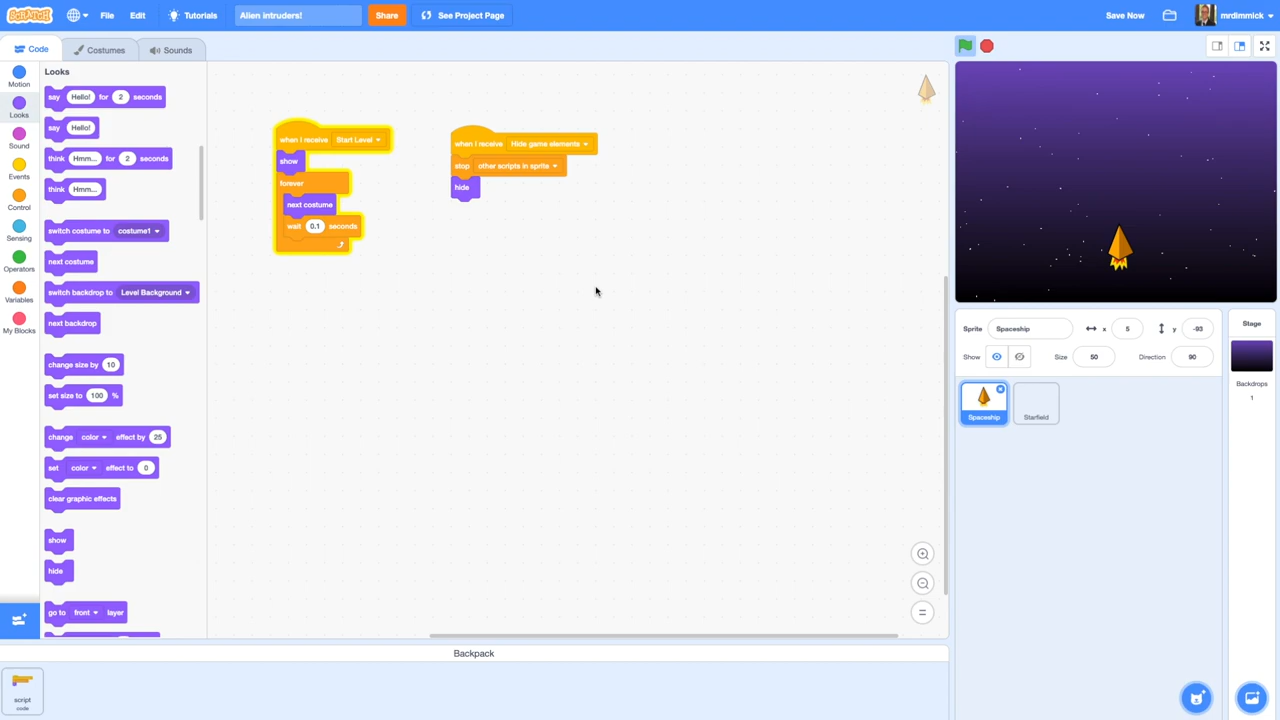 SCRATCH
File
Edit
Tutorials
Alien Intruders!
Share
See Project Page
Save Now
mrdimmick
Code
Costumes
Sounds
Motion
Looks
Sound
Events
Control
Sensing
Operators
Variables
My Blocks
Looks
say Hello! for 2 seconds
say Hello!
think Hmm... for 2 seconds
think Hmm...
switch costume to costume1
next costume
switch backdrop to Level Background
next backdrop
change size by 10
set size to 100 %
change color effect by 25
set color effect to 0
clear graphic effects
show
hide
go to front layer
when I receive Start Level
show
forever
next costume
wait 0.1 seconds
when I receive Hide game elements
stop other scripts in sprite
hide
Sprite Spaceship x 5 y -93
Show Size 50 Direction 90
Spaceship
Starfield
Stage
Backdrops
1
Backpack
script
code